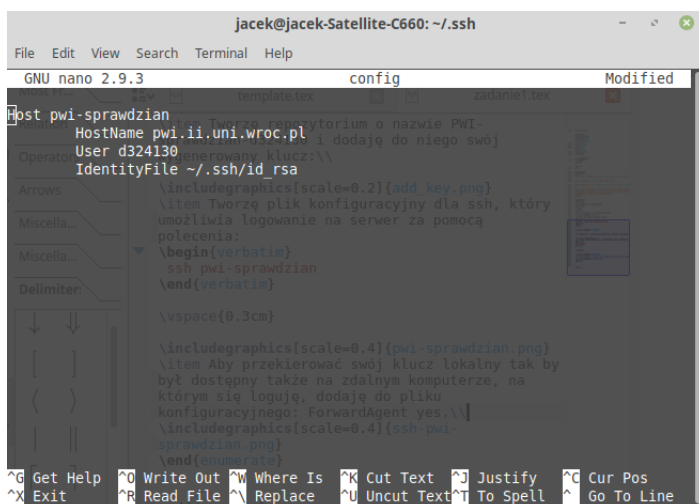 jacek@jacek-Satellite-C660: ~/.ssh
File Edit View Search Terminal Help
GNU nano 2.9.3 config Modified
template.tex zadanie1.tex
Host pwi-sprawdzian
HostName pwi.ii.uni.wroc.pl
User d324130
IdentityFile ~/.ssh/id_rsa
Relation
Operator
Arrows
Miscella...
Miscella...
Delimiter:
\item Tworzę repozytorium o nazwie PWI-
i dodaję do niego swój
wygenerowany klucz:\\
\includegraphics[scale=0.2]{add_key.png}
\item Tworzę plik konfiguracyjny dla ssh, który
umożliwia logowanie na serwer za pomocą
polecenia:
\begin{verbatim}
ssh pwi-sprawdzian
\end{verbatim}
\vspace{0.3cm}
\includegraphics[scale=0.4]{pwi-sprawdzian.png}
\item Aby przekierować swój klucz lokalny tak by
był dostępny także na zdalnym komputerze, na
którym się loguję, dodaję do pliku
konfiguracyjnego: ForwardAgent yes.\\
\includegraphics[scale=0.4]{ssh-pwi-
sprawdzian.png}
\end{enumerate}
^G Get Help ^O Write Out ^W Where Is ^K Cut Text ^J Justify ^C Cur Pos
^X Exit ^R Read File ^\ Replace ^U Uncut Text ^T To Spell ^_ Go To Line